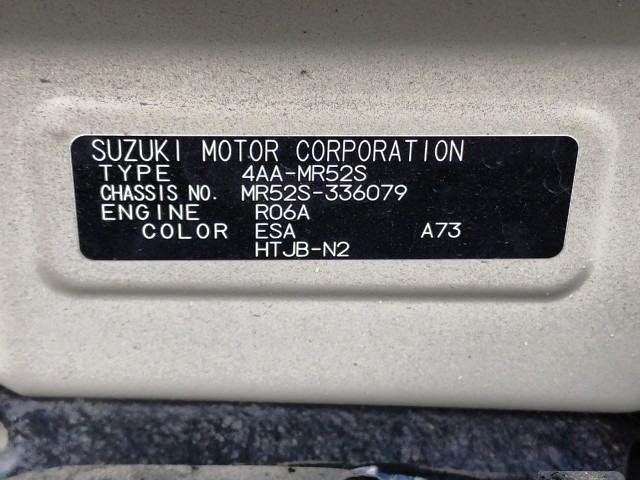 SUZUKI MOTOR CORPORATION
TYPE 4AA-MR52S
CHASSIS NO. MR52S-336079
ENGINE R06A
COLOR ESA A73
HTJB-N2